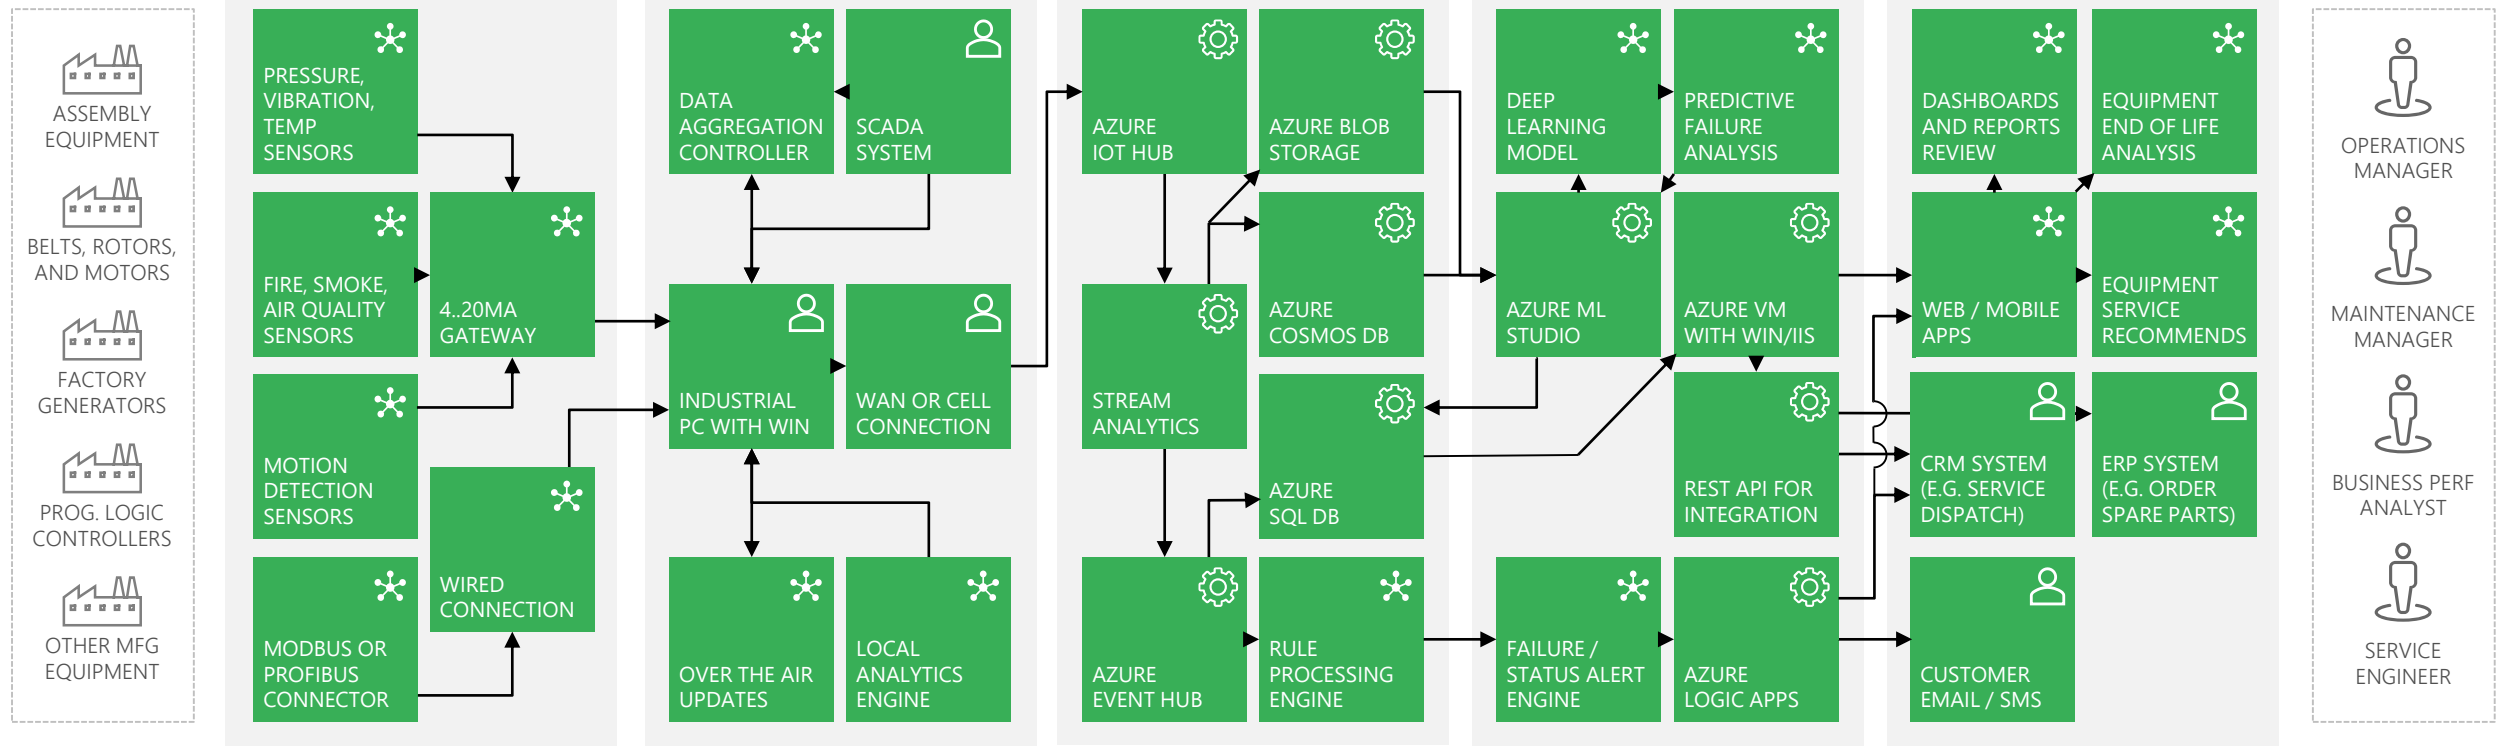 ASSEMBLY
EQUIPMENT
BELTS, ROTORS,
AND MOTORS
FACTORY
GENERATORS
PROG. LOGIC
CONTROLLERS
OTHER MFG
EQUIPMENT
PRESSURE,
VIBRATION,
TEMP
SENSORS
FIRE, SMOKE,
AIR QUALITY
SENSORS
MOTION
DETECTION
SENSORS
MODBUS OR
PROFIBUS
CONNECTOR
4..20MA
GATEWAY
WIRED
CONNECTION
DATA
AGGREGATION
CONTROLLER
SCADA
SYSTEM
INDUSTRIAL
PC WITH WIN
WAN OR CELL
CONNECTION
OVER THE AIR
UPDATES
LOCAL
ANALYTICS
ENGINE
AZURE
IOT HUB
AZURE BLOB
STORAGE
STREAM
ANALYTICS
AZURE
COSMOS DB
AZURE
SQL DB
AZURE
EVENT HUB
RULE
PROCESSING
ENGINE
DEEP
LEARNING
MODEL
PREDICTIVE
FAILURE
ANALYSIS
AZURE ML
STUDIO
AZURE VM
WITH WIN/IIS
REST API FOR
INTEGRATION
FAILURE /
STATUS ALERT
ENGINE
AZURE
LOGIC APPS
DASHBOARDS
AND REPORTS
REVIEW
EQUIPMENT
END OF LIFE
ANALYSIS
WEB / MOBILE
APPS
EQUIPMENT
SERVICE
RECOMMENDS
CRM SYSTEM
(E.G. SERVICE
DISPATCH)
ERP SYSTEM
(E.G. ORDER
SPARE PARTS)
CUSTOMER
EMAIL / SMS
OPERATIONS
MANAGER
MAINTENANCE
MANAGER
BUSINESS PERF
ANALYST
SERVICE
ENGINEER